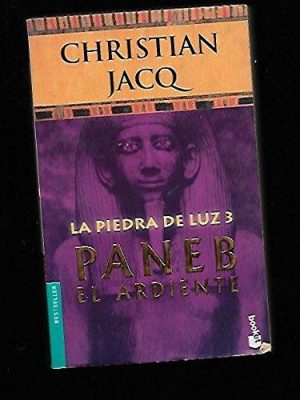 CHRISTIAN
JACQ
LA PIEDRA DE LUZ 3
PANEB
EL ARDIENTE
BESTSELLER
booket